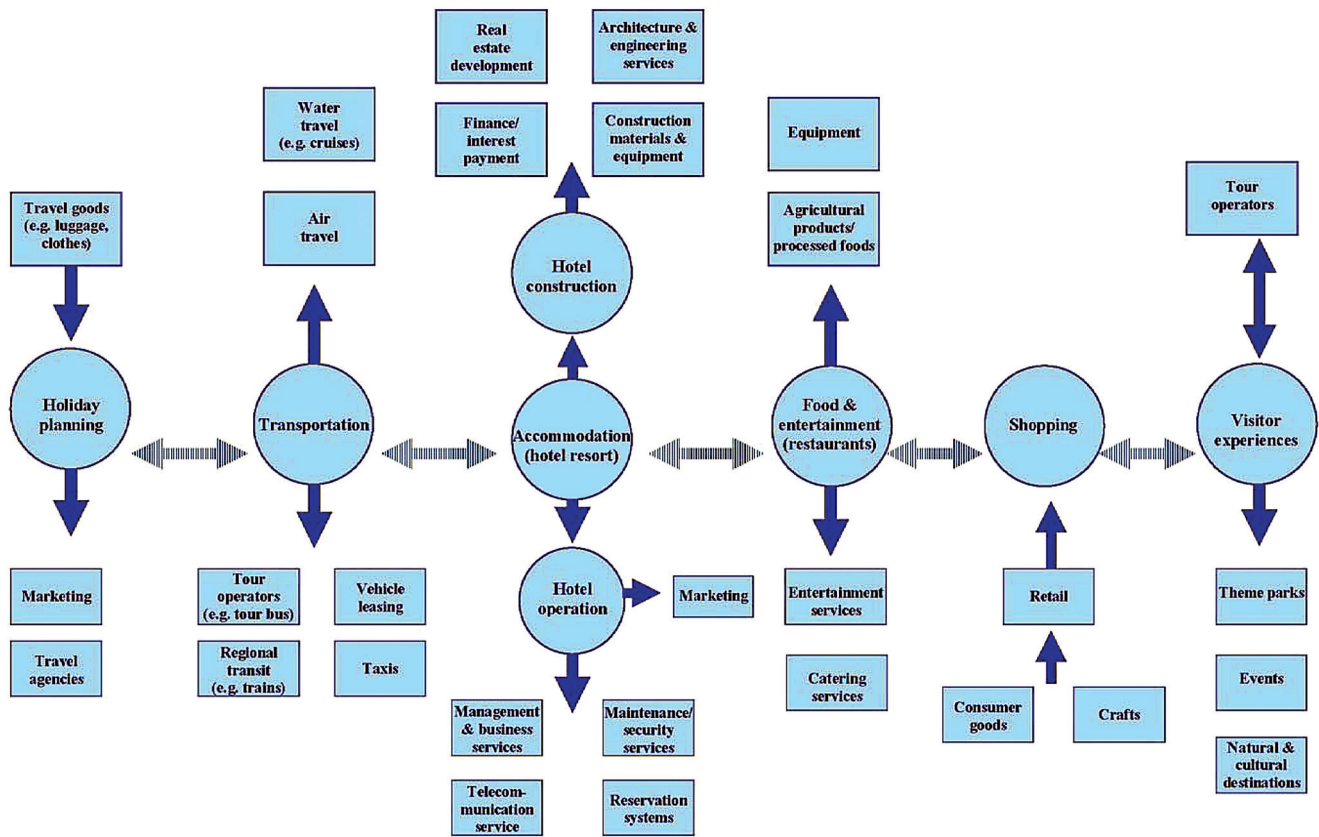 Real
estate
development
Architecture &
engineering
services
Water
travel
(e.g. cruises)
Finance/
interest
payment
Construction
materials &
equipment
Equipment
Travel goods
(e.g. luggage,
clothes)
Air
travel
Agricultural
products/
processed foods
Tour
operators
Hotel
construction
Holiday
planning
Transportation
Accommodation
(hotel resort)
Food &
entertainment
(restaurants)
Shopping
Visitor
experiences
Marketing
Travel
agencies
Tour
operators
(e.g. tour bus)
Vehicle
leasing
Regional
transit
(e.g. trains)
Taxis
Hotel
operation
Marketing
Entertainment
services
Catering
services
Retail
Consumer
goods
Crafts
Theme parks
Events
Natural &
cultural
destinations
Management
& business
services
Maintenance/
security
services
Telecom-
munication
service
Reservation
systems